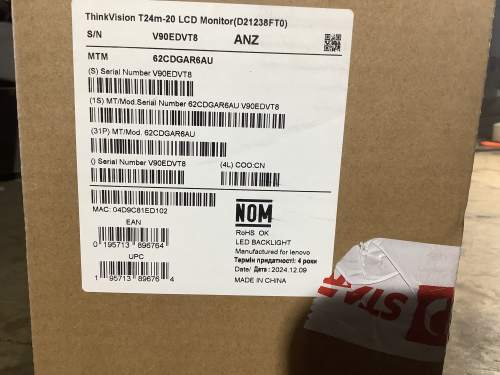 ThinkVision T24m-20 LCD Monitor(D21238FT0)
S/N V90EDVT8 ANZ
MTM 62CDGAR6AU
(S) Serial Number V90EDVT8
(1S) MT/Mod.Serial Number 62CDGAR6AU V90EDVT8
(31P) MT/Mod. 62CDGAR6AU
() Serial Number V90EDVT8 (4L) COO:CN
MAC: 04D9C81ED102
NOM
EAN
0 195713 896764
UPC
1 95713 89676 4
RoHS OK
LED BACKLIGHT
Manufactured for lenovo
Термін придатності: 4 роки
Date/ Дата : 2024.12.09
MADE IN CHINA
STA